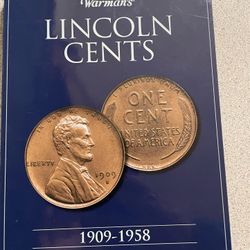 Warman's
LINCOLN
CENTS
LIBERTY
1909
S
ONE
CENT
UNITED STATES
OF AMERICA
1909-1958